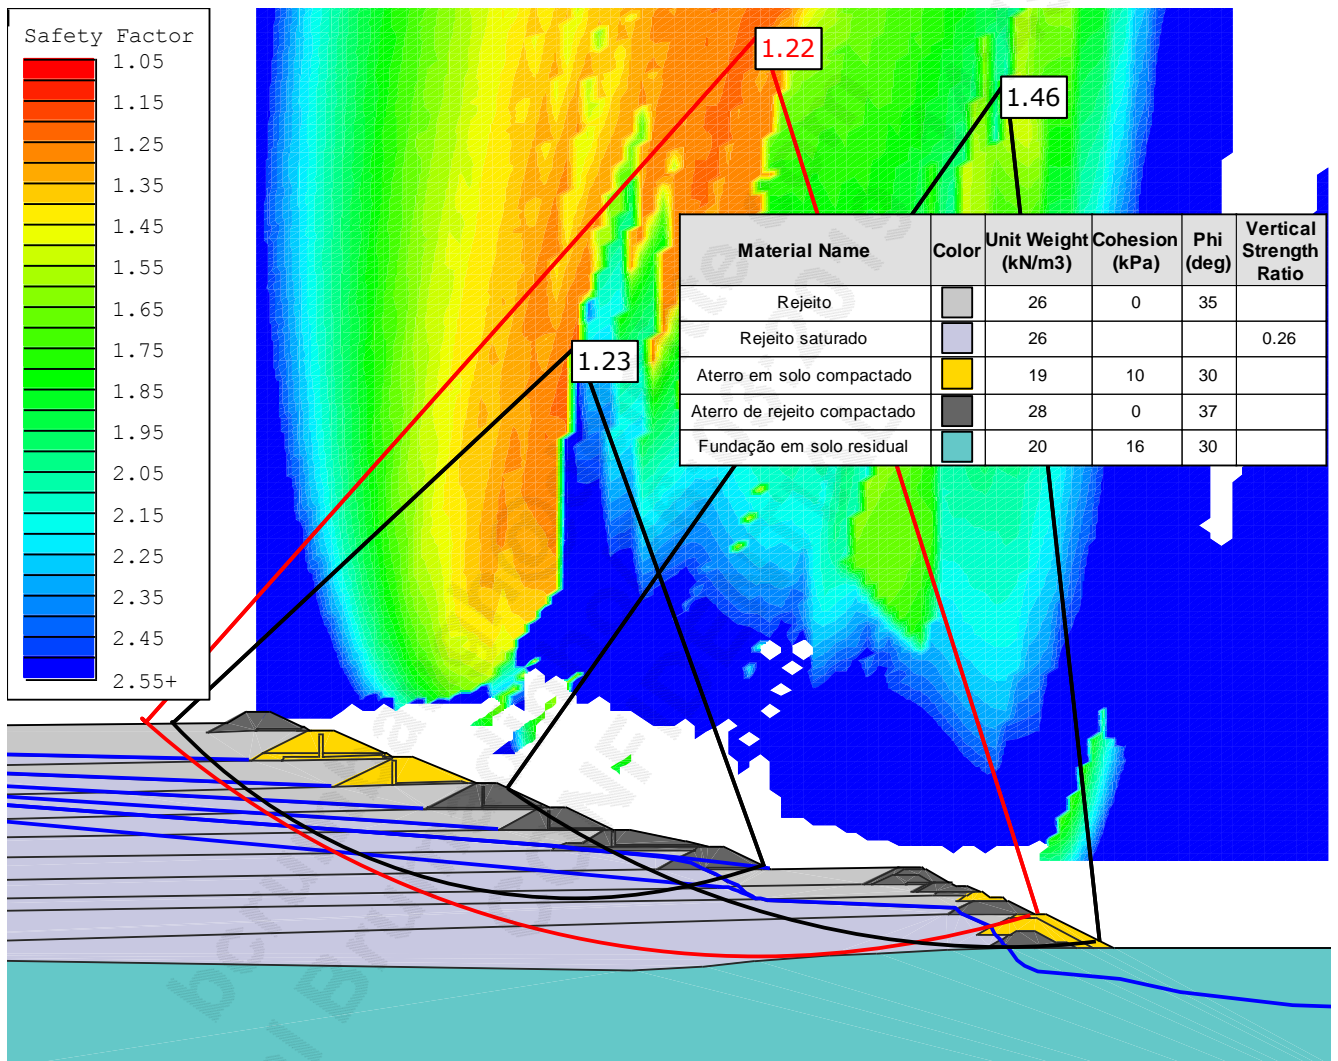 Safety Factor
1.05
1.15
1.25
1.35
1.45
1.55
1.65
1.75
1.85
1.95
2.05
2.15
2.25
2.35
2.45
2.55+
1.22
1.46
1.23
Material Name Color Unit Weight (kN/m3) Cohesion (kPa) Phi (deg) Vertical Strength Ratio
Rejeito 26 0 35
Rejeito saturado 26 0.26
Aterro em solo compactado 19 10 30
Aterro de rejeito compactado 28 0 37
Fundação em solo residual 20 16 30